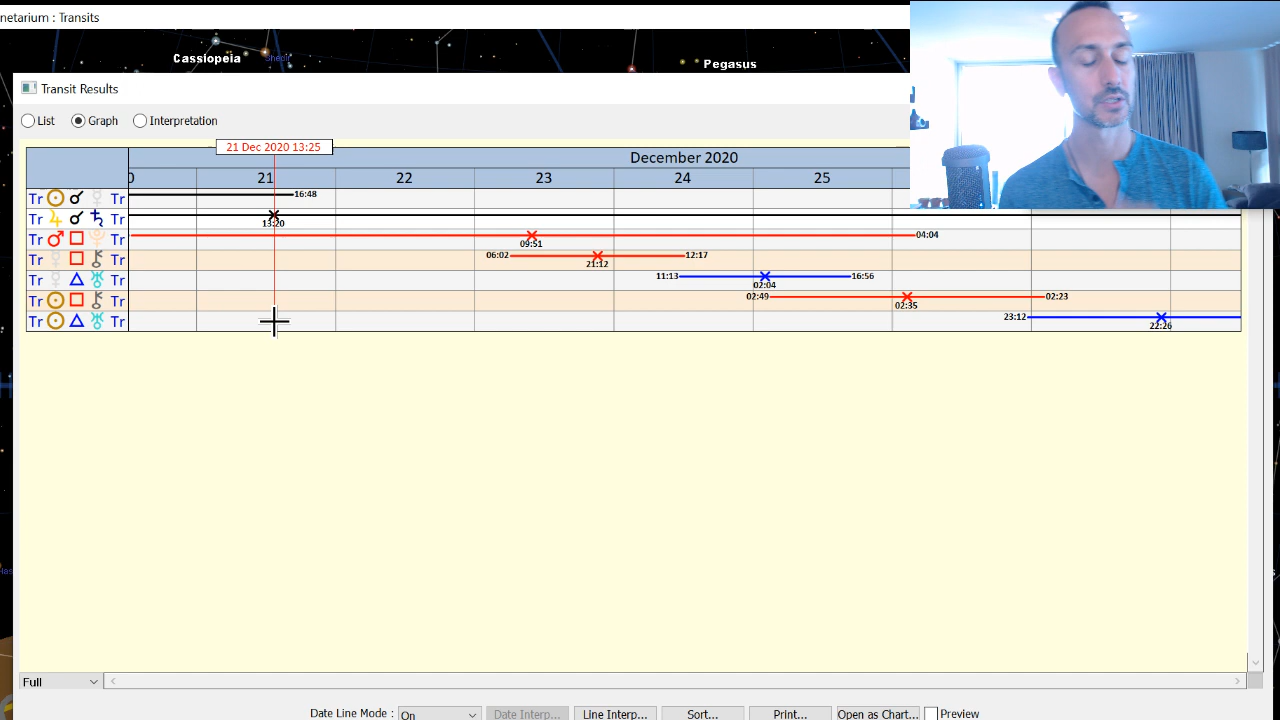 netarium : Transits
Cassiopeia
Shedir
Pegasus
Transit Results
List Graph Interpretation
21 Dec 2020 13:25
December 2020
0 21 22 23 24 25
Tr Tr 16:48
Tr Tr 13:20
Tr Tr 09:51 04:04
Tr Tr 06:02 21:12 12:17
Tr Tr 11:13 02:04 16:56
Tr Tr 02:49 02:35 02:23
Tr Tr 23:12 22:26
Full
Date Line Mode : On Date Interp... Line Interp... Sort... Print... Open as Chart... Preview